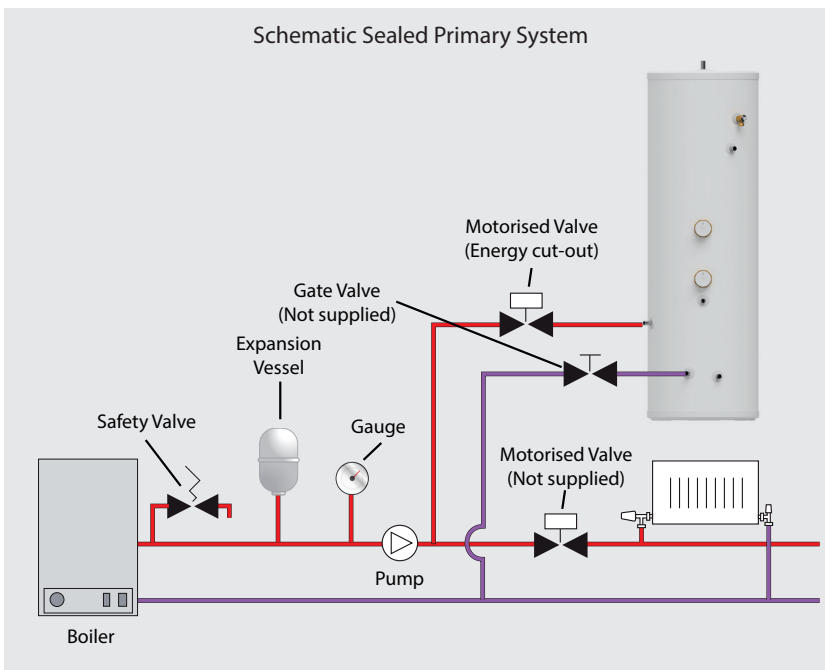 Schematic Sealed Primary System
Motorised Valve
(Energy cut-out)
Gate Valve
(Not supplied)
Expansion
Vessel
Safety Valve
Gauge
Motorised Valve
(Not supplied)
Pump
Boiler